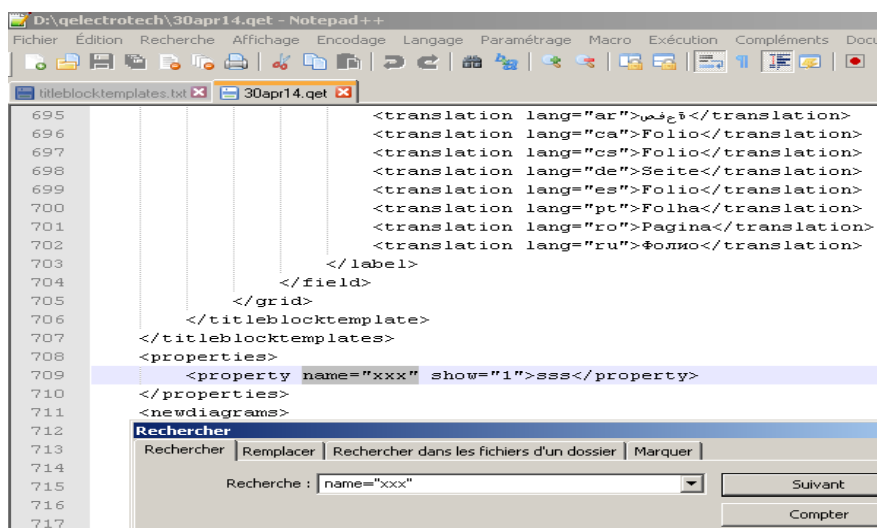 D:\qelectrotech\30apr14.qet - Notepad++
Fichier Édition Recherche Affichage Encodage Langage Paramétrage Macro Exécution Compléments Docu
titleblocktemplates.txt 30apr14.qet
695 <translation lang="ar">ةحفص</translation>
696 <translation lang="ca">Folio</translation>
697 <translation lang="cs">Folio</translation>
698 <translation lang="de">Seite</translation>
699 <translation lang="es">Folio</translation>
700 <translation lang="pt">Folha</translation>
701 <translation lang="ro">Pagina</translation>
702 <translation lang="ru">Фолио</translation>
703 </label>
704 </field>
705 </grid>
706 </titleblocktemplate>
707 </titleblocktemplates>
708 <properties>
709 <property name="xxx" show="1">sss</property>
710 </properties>
711 <newdiagrams>
712 Rechercher
713 Rechercher Remplacer Rechercher dans les fichiers d'un dossier Marquer
714
715 Recherche : name="xxx" Suivant
716 Compter
717